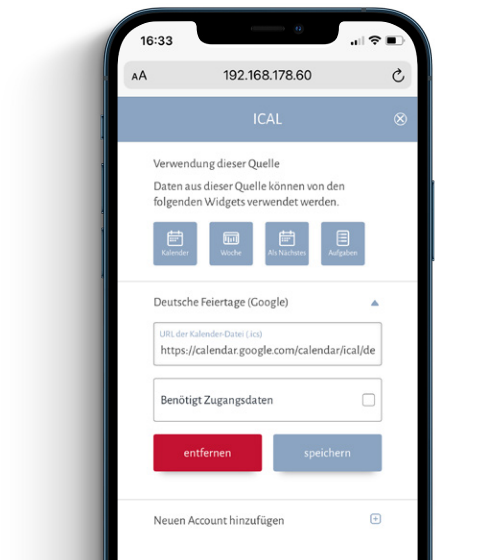 16:33
AA
192.168.178.60
ICAL
Verwendung dieser Quelle
Daten aus dieser Quelle können von den
folgenden Widgets verwendet werden.
Kalender
Woche
Als Nächstes
Aufgaben
Deutsche Feiertage (Google)
URL der Kalender-Datei (.ics)
https://calendar.google.com/calendar/ical/de
Benötigt Zugangsdaten
entfernen
speichern
Neuen Account hinzufügen